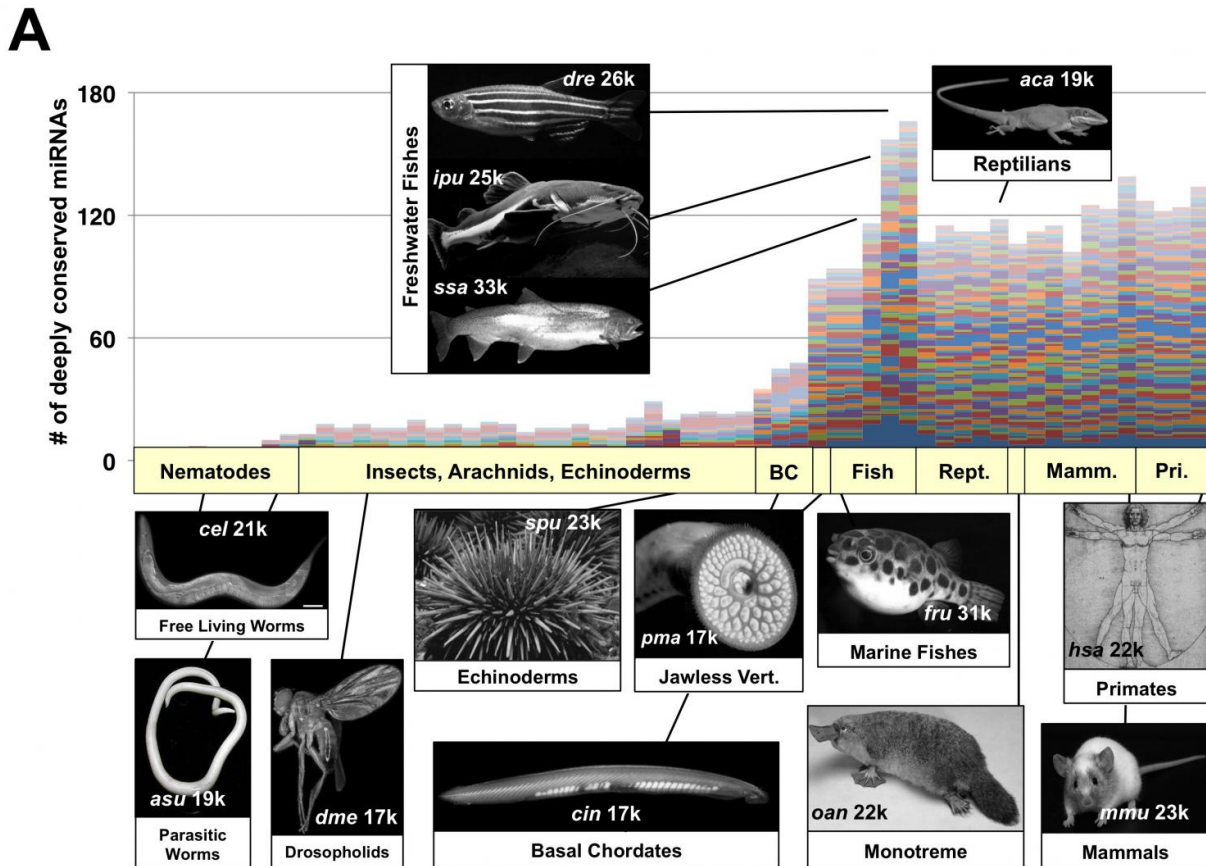 A
# of deeply conserved miRNAs
180
120
60
0
Freshwater Fishes
dre 26k
ipu 25k
ssa 33k
aca 19k
Reptilians
Nematodes
Insects, Arachnids, Echinoderms
BC
Fish
Rept.
Mamm.
Pri.
cel 21k
Free Living Worms
spu 23k
Echinoderms
pma 17k
Jawless Vert.
fru 31k
Marine Fishes
hsa 22k
Primates
asu 19k
Parasitic
Worms
dme 17k
Drosopholids
cin 17k
Basal Chordates
oan 22k
Monotreme
mmu 23k
Mammals